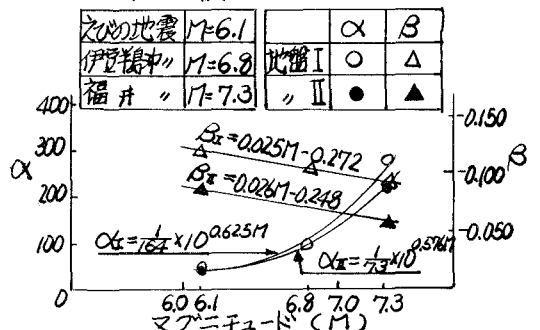 えびの地震 M=6.1
伊豆半島沖〃 M=6.8
福井 〃 M=7.3
α β
地盤Ⅰ ○ △
〃 Ⅱ ● ▲
400
300
200
100
0
α
0.150
0.100
0.050
β
βⅠ=0.025M-0.272
βⅡ=0.026M-0.248
αⅠ=1/164×10^0.625M
αⅡ=1/73×10^0.576M
6.0 6.1 6.8 7.0 7.3
マグニチュード(M)